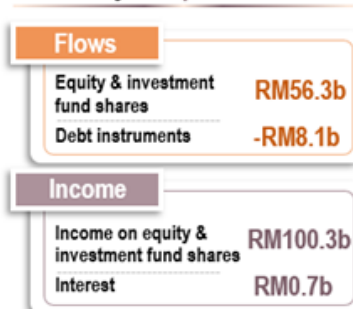 Flows
Equity & investment
fund shares
RM56.3b
Debt instruments
-RM8.1b
Income
Income on equity &
investment fund shares
RM100.3b
Interest
RM0.7b